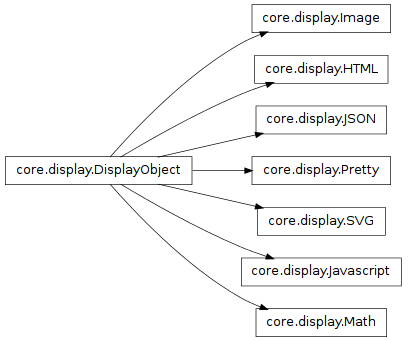 core.display.Image
core.display.HTML
core.display.JSON
core.display.DisplayObject
core.display.Pretty
core.display.SVG
core.display.Javascript
core.display.Math